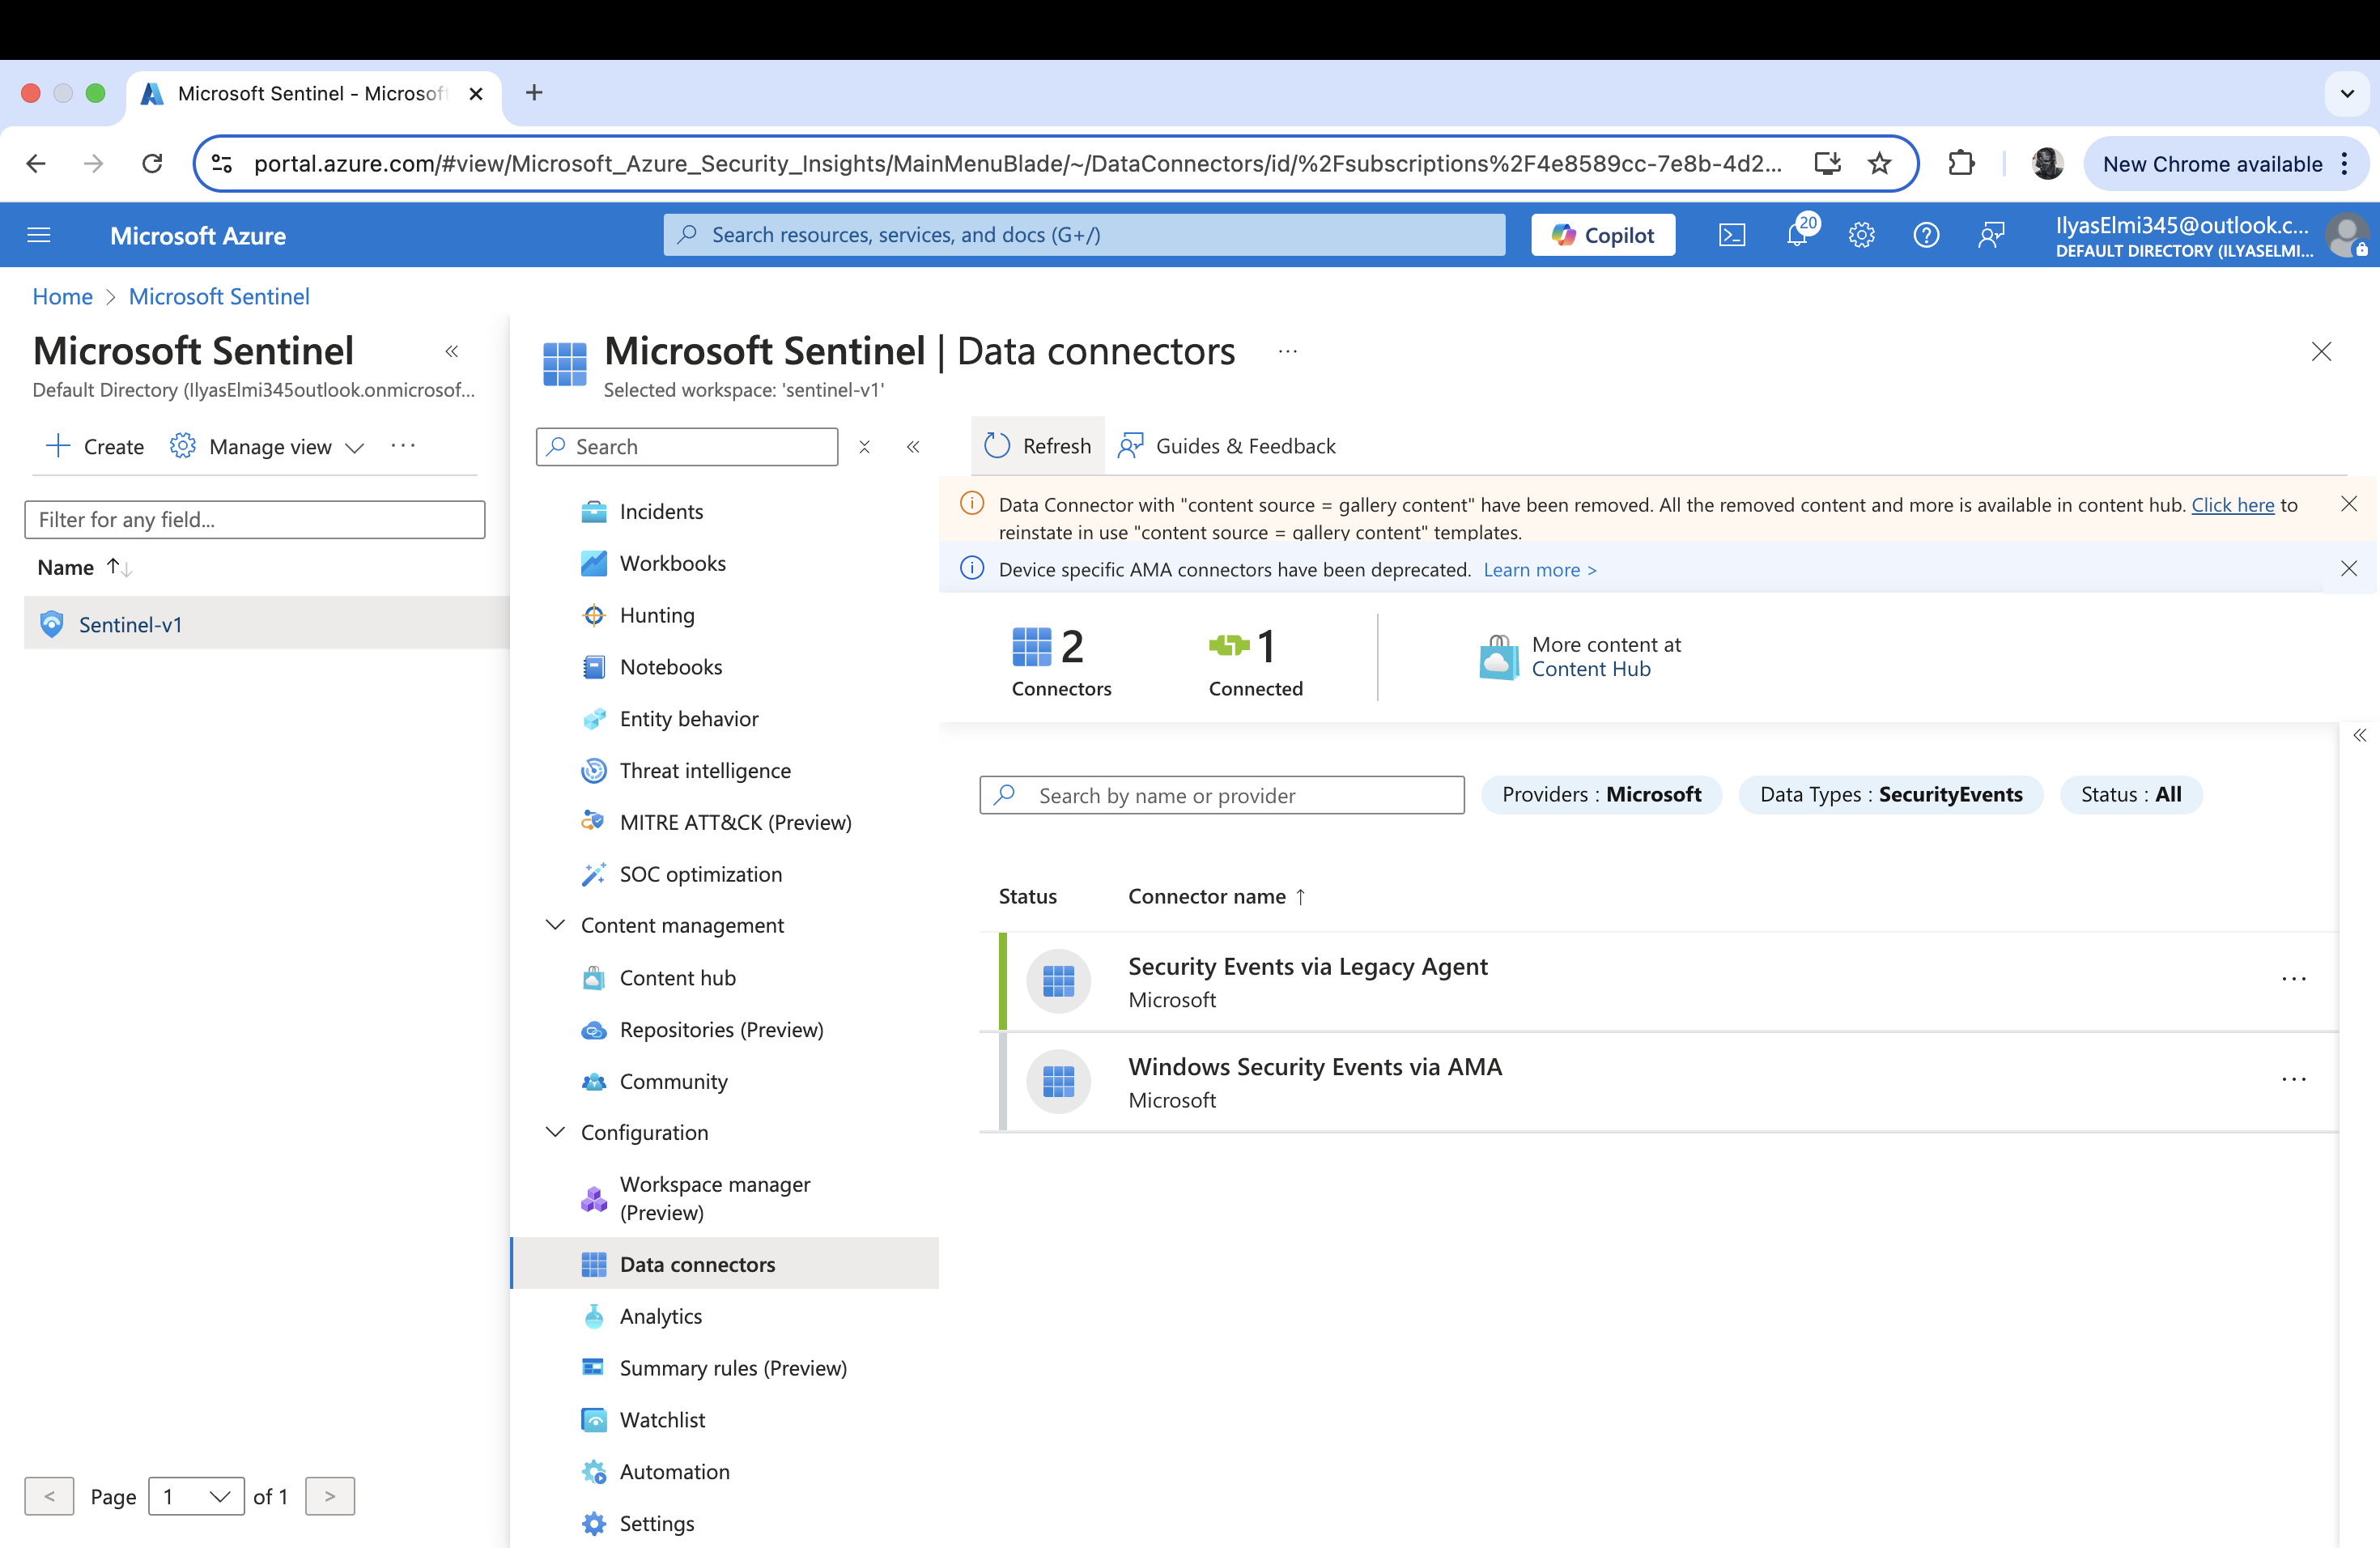 Microsoft Sentinel - Microsoft
portal.azure.com/#view/Microsoft_Azure_Security_Insights/MainMenuBlade/~/DataConnectors/id/%2Fsubscriptions%2F4e8589cc-7e8b-4d2...
New Chrome available
Microsoft Azure
Search resources, services, and docs (G+/)
Copilot
20
IlyasElmi345@outlook.c...
DEFAULT DIRECTORY (ILYASELMI...
Home > Microsoft Sentinel
Microsoft Sentinel
Default Directory (IlyasElmi345outlook.onmicrosof...
Create
Manage view
Filter for any field...
Name
Sentinel-v1
< Page 1 of 1 >
Microsoft Sentinel | Data connectors
Selected workspace: 'sentinel-v1'
Search
Incidents
Workbooks
Hunting
Notebooks
Entity behavior
Threat intelligence
MITRE ATT&CK (Preview)
SOC optimization
Content management
Content hub
Repositories (Preview)
Community
Configuration
Workspace manager
(Preview)
Data connectors
Analytics
Summary rules (Preview)
Watchlist
Automation
Settings
Refresh
Guides & Feedback
Data Connector with "content source = gallery content" have been removed. All the removed content and more is available in content hub. Click here to
reinstate in use "content source = gallery content" templates.
Device specific AMA connectors have been deprecated. Learn more >
2
Connectors
1
Connected
More content at
Content Hub
Search by name or provider
Providers : Microsoft
Data Types : SecurityEvents
Status : All
Status
Connector name ↑
Security Events via Legacy Agent
Microsoft
Windows Security Events via AMA
Microsoft